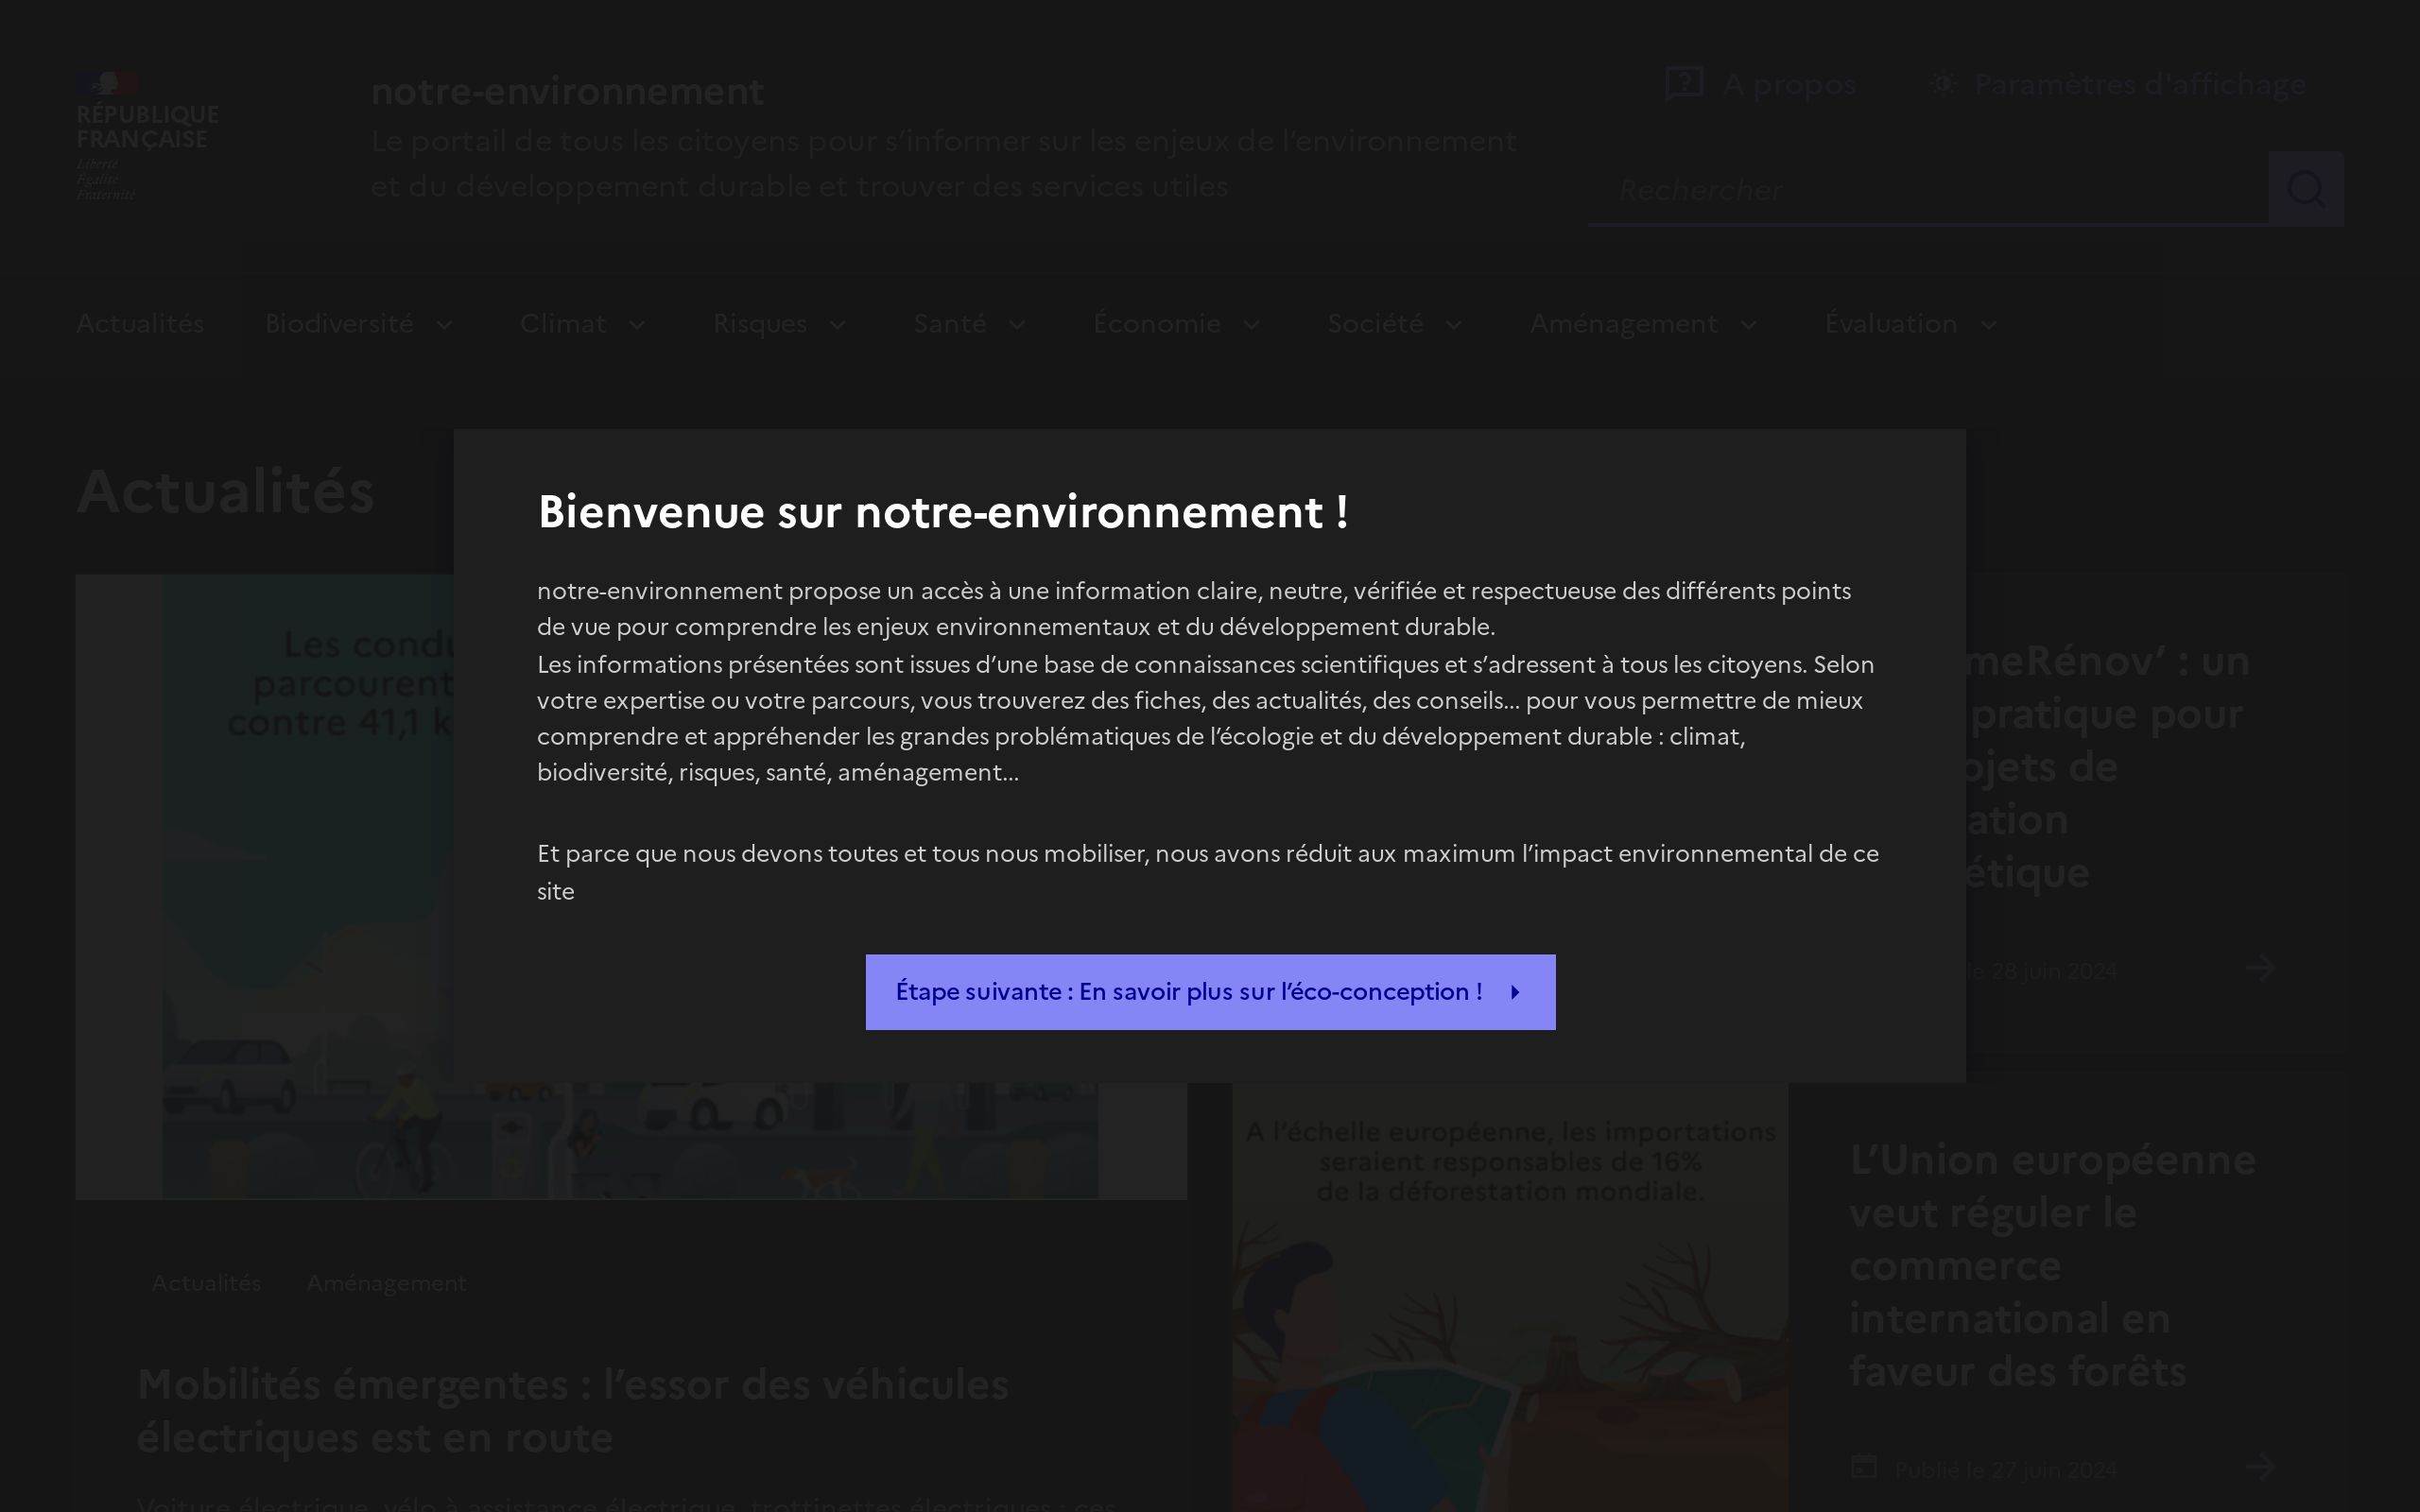 RÉPUBLIQUE
FRANÇAISE
Liberté
Égalité
Fraternité
notre-environnement
Le portail de tous les citoyens pour s’informer sur les enjeux de l’environnement
et du développement durable et trouver des services utiles
A propos
Paramètres d'affichage
Rechercher
Actualités
Biodiversité
Climat
Risques
Santé
Économie
Société
Aménagement
Évaluation
Actualités
Bienvenue sur notre-environnement !
notre-environnement propose un accès à une information claire, neutre, vérifiée et respectueuse des différents points
de vue pour comprendre les enjeux environnementaux et du développement durable.
Les informations présentées sont issues d’une base de connaissances scientifiques et s’adressent à tous les citoyens. Selon
votre expertise ou votre parcours, vous trouverez des fiches, des actualités, des conseils... pour vous permettre de mieux
comprendre et appréhender les grandes problématiques de l’écologie et du développement durable : climat,
biodiversité, risques, santé, aménagement...
Et parce que nous devons toutes et tous nous mobiliser, nous avons réduit aux maximum l’impact environnemental de ce
site
Étape suivante : En savoir plus sur l’éco-conception !
Les condu
parcourent
contre 41,1 k
meRénov’ : un
pratique pour
ojets de
ation
étique
le 28 juin 2024
Actualités
Aménagement
Mobilités émergentes : l’essor des véhicules
électriques est en route
Voiture électrique, vélo à assistance électrique, trottinettes électriques : ces
A l’échelle européenne, les importations
seraient responsables de 16%
de la déforestation mondiale.
L’Union européenne
veut réguler le
commerce
international en
faveur des forêts
Publié le 27 juin 2024